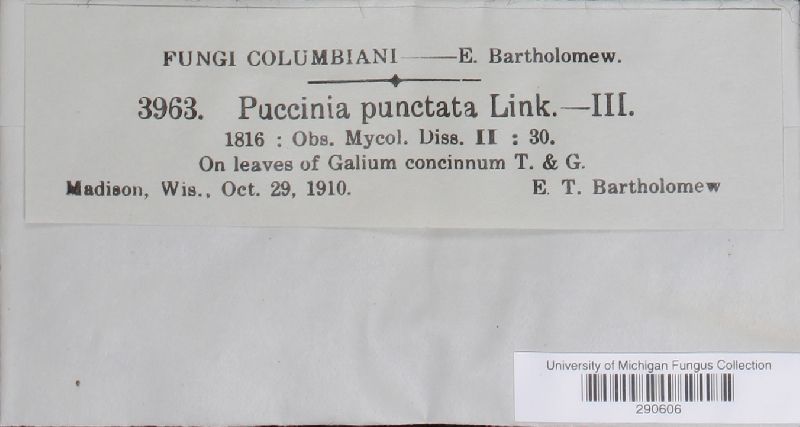 FUNGI COLUMBIANI——E. Bartholomew.
3963. Puccinia punctata Link.—III.
1816 : Obs. Mycol. Diss. II : 30.
On leaves of Galium concinnum T. & G.
Madison, Wis., Oct. 29, 1910. E. T. Bartholomew
University of Michigan Fungus Collection
290606